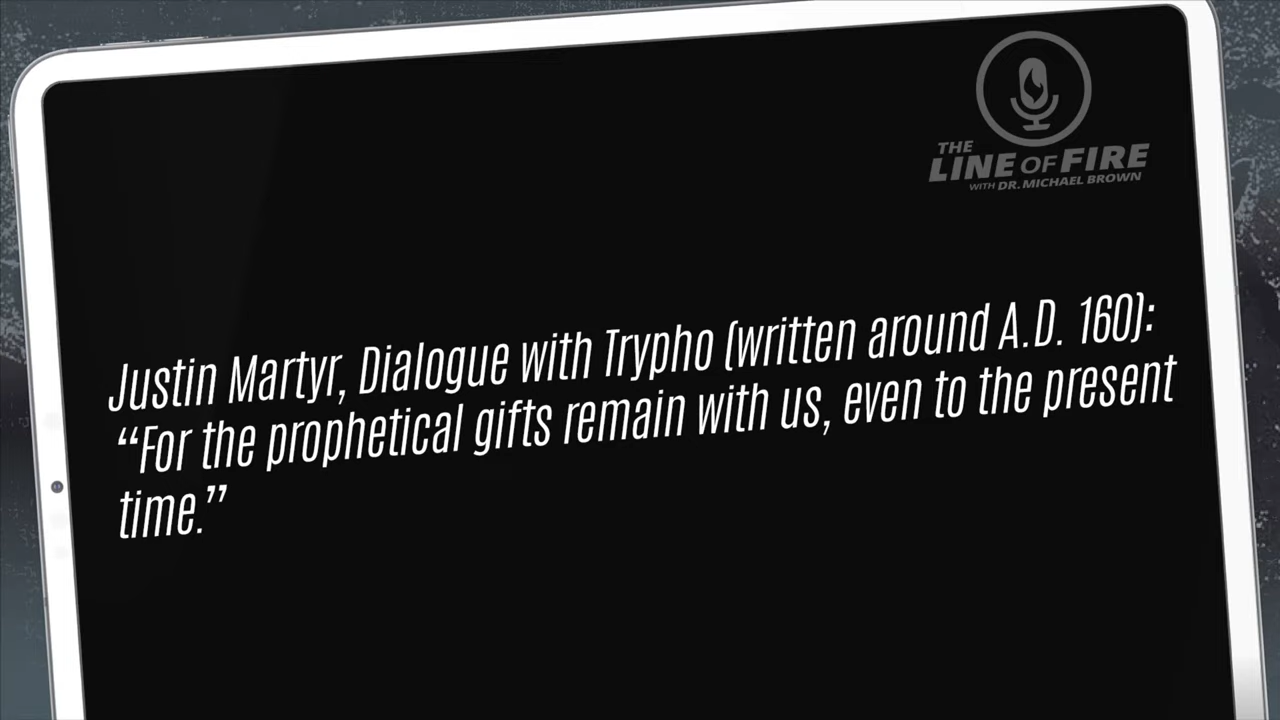 THE
LINE OF FIRE
WITH DR. MICHAEL BROWN
Justin Martyr, Dialogue with Trypho (written around A.D. 160):
“For the prophetical gifts remain with us, even to the present
time.”